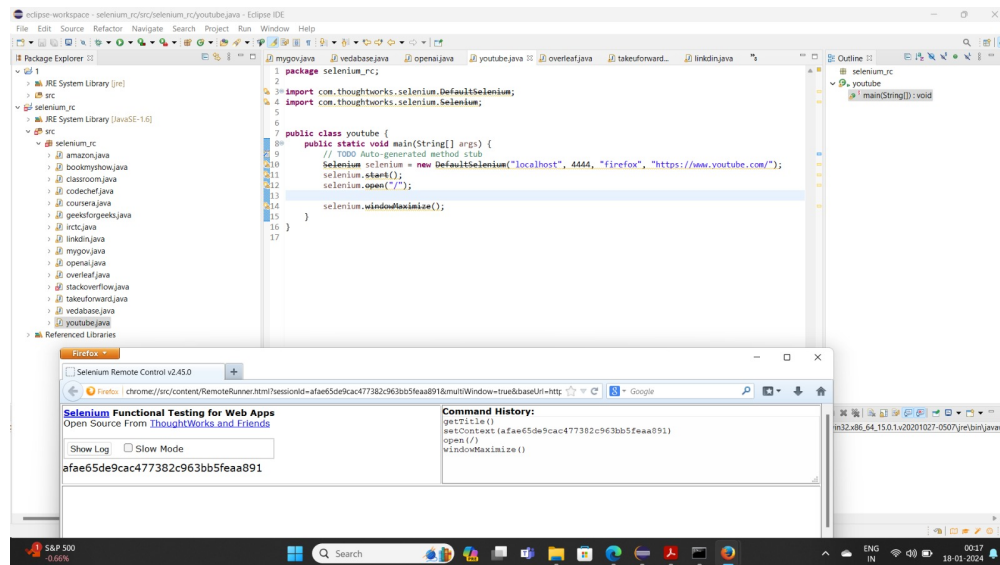 eclipse-workspace - selenium_rc/src/selenium_rc/youtube.java - Eclipse IDE
File Edit Source Refactor Navigate Search Project Run Window Help
Package Explorer
mygov.java vedabase.java openai.java youtube.java overleaf.java takeuforward... linkdin.java
Outline
1
JRE System Library [jre]
src
selenium_rc
JRE System Library [JavaSE-1.6]
src
selenium_rc
amazon.java
bookmyshow.java
classroom.java
codechef.java
coursera.java
geeksforgeeks.java
irctc.java
linkdin.java
mygov.java
openai.java
overleaf.java
stackoverflow.java
takeuforward.java
vedabase.java
youtube.java
Referenced Libraries
1 package selenium_rc;
2
3 import com.thoughtworks.selenium.DefaultSelenium;
4 import com.thoughtworks.selenium.Selenium;
5
6
7 public class youtube {
8 public static void main(String[] args) {
9 // TODO Auto-generated method stub
10 Selenium selenium = new DefaultSelenium("localhost", 4444, "firefox", "https://www.youtube.com/");
11 selenium.start();
12 selenium.open("/");
13
14 selenium.windowMaximize();
15 }
16 }
17
selenium_rc
youtube
main(String[]) : void
Firefox
Selenium Remote Control v2.45.0
Firefox chrome://src/content/RemoteRunner.html?sessionId=afae65de9cac477382c963bb5feaa891&multiWindow=true&baseUrl=http
Google
Selenium Functional Testing for Web Apps
Open Source From ThoughtWorks and Friends
Show Log Slow Mode
afae65de9cac477382c963bb5feaa891
Command History:
getTitle()
setContext(afae65de9cac477382c963bb5feaa891)
open(/)
windowMaximize()
win32.x86_64_15.0.1.v20201027-0507\jre\bin\javaw
S&P 500
-0.66%
Search
ENG
IN
00:17
18-01-2024